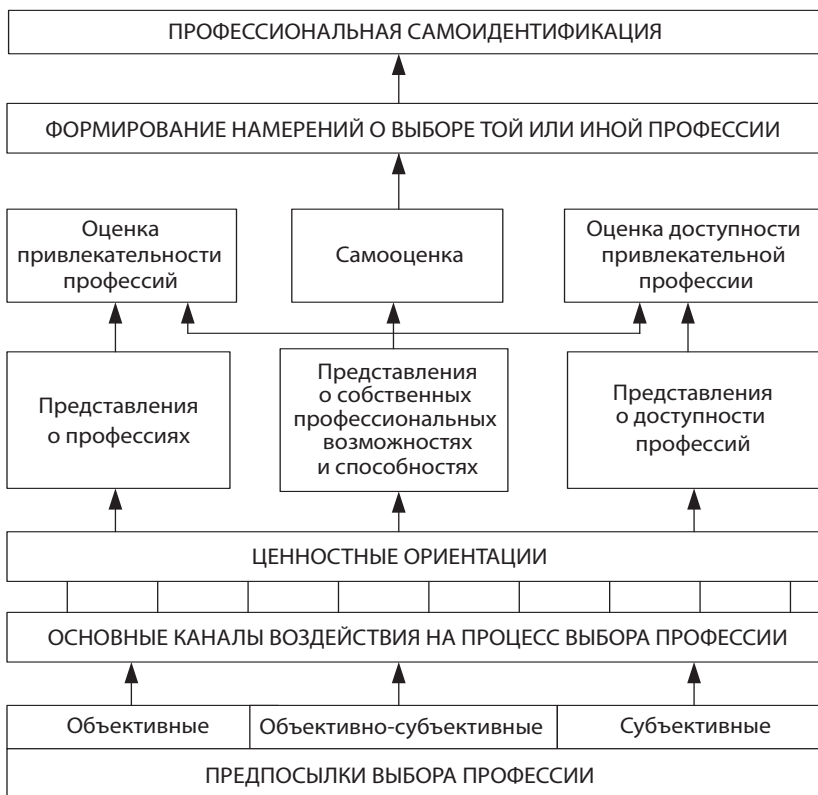 ПРОФЕССИОНАЛЬНАЯ САМОИДЕНТИФИКАЦИЯ
ФОРМИРОВАНИЕ НАМЕРЕНИЙ О ВЫБОРЕ ТОЙ ИЛИ ИНОЙ ПРОФЕССИИ
Оценка
привлекательности
профессий
Самооценка
Оценка доступности
привлекательной
профессии
Представления
о профессиях
Представления
о собственных
профессиональных
возможностях
и способностях
Представления
о доступности
профессий
ЦЕННОСТНЫЕ ОРИЕНТАЦИИ
ОСНОВНЫЕ КАНАЛЫ ВОЗДЕЙСТВИЯ НА ПРОЦЕСС ВЫБОРА ПРОФЕССИИ
Объективные
Объективно-субъективные
Субъективные
ПРЕДПОСЫЛКИ ВЫБОРА ПРОФЕССИИ